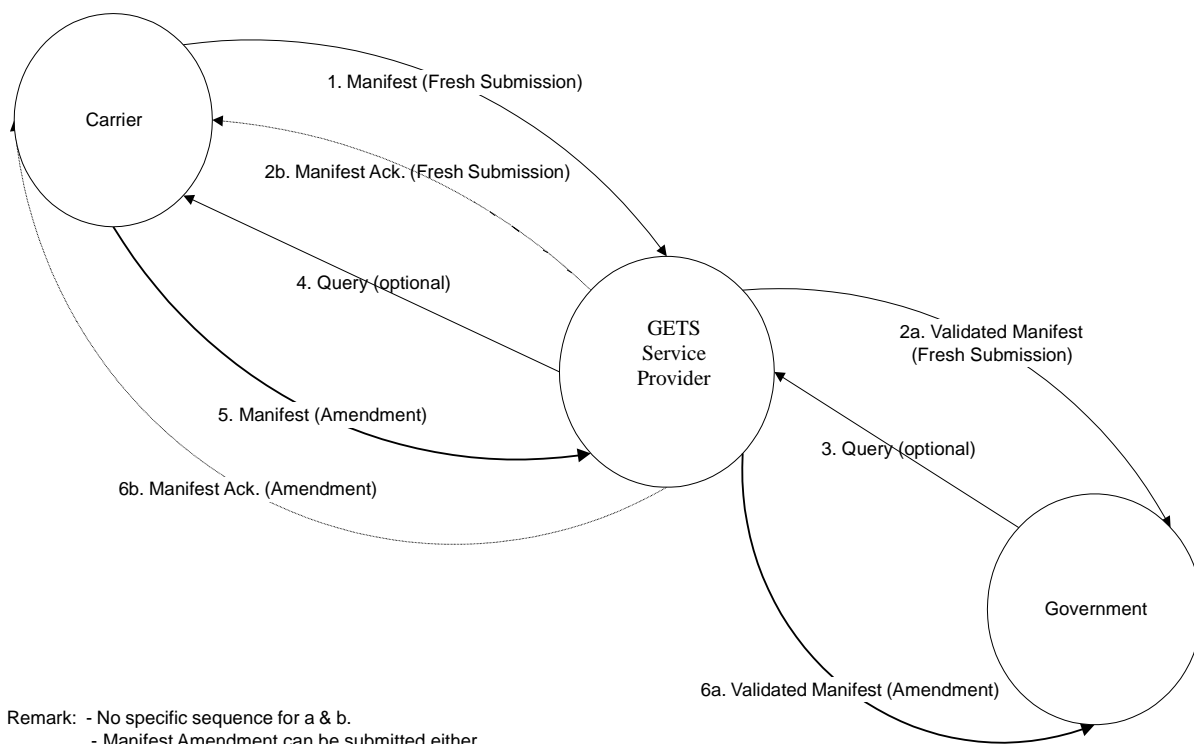 1. Manifest (Fresh Submission)
Carrier
2b. Manifest Ack. (Fresh Submission)
4. Query (optional)
GETS
Service
Provider
2a. Validated Manifest
(Fresh Submission)
5. Manifest (Amendment)
3. Query (optional)
6b. Manifest Ack. (Amendment)
Government
6a. Validated Manifest (Amendment)
Remark: - No specific sequence for a & b.
- Manifest Amendment can be submitted either